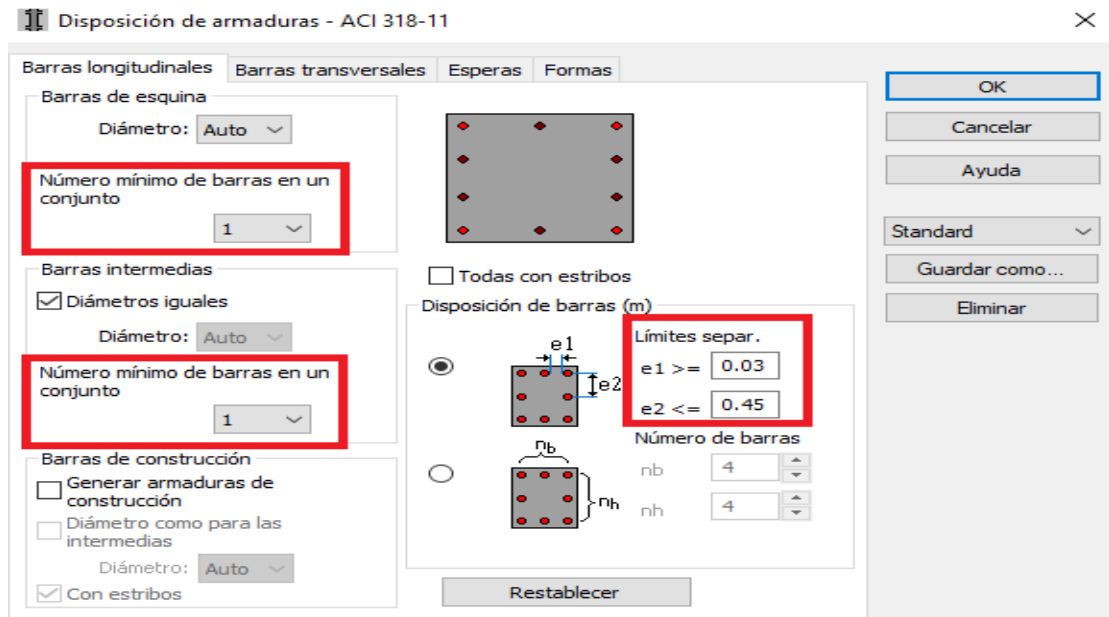 Disposición de armaduras - ACI 318-11
Barras longitudinales
Barras transversales
Esperas
Formas
Barras de esquina
Diámetro: Auto
Número mínimo de barras en un
conjunto
1
Barras intermedias
Diámetros iguales
Diámetro: Auto
Número mínimo de barras en un
conjunto
1
Barras de construcción
Generar armaduras de
construcción
Diámetro como para las
intermedias
Diámetro: Auto
Con estribos
Todas con estribos
Disposición de barras (m)
e1
e2
Límites separ.
e1 >= 0.03
e2 <= 0.45
nb
nh
Número de barras
nb 4
nh 4
Restablecer
OK
Cancelar
Ayuda
Standard
Guardar como...
Eliminar